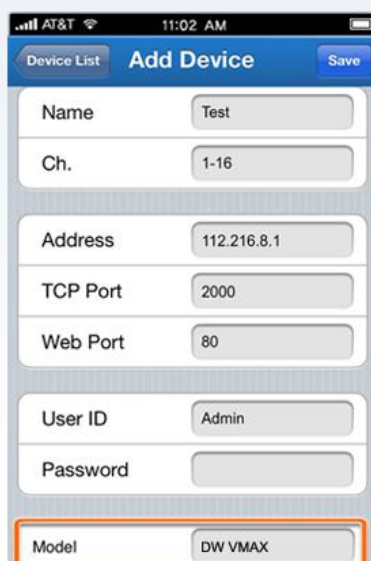 AT&T 11:02 AM
Device List Add Device Save
Name Test
Ch. 1-16
Address 112.216.8.1
TCP Port 2000
Web Port 80
User ID Admin
Password
Model DW VMAX